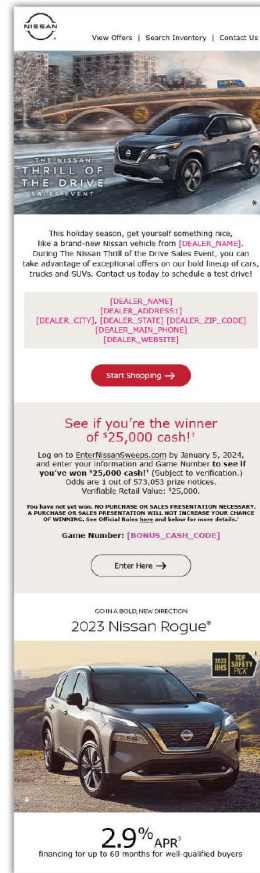 NISSAN
View Offers | Search Inventory | Contact Us
THE NISSAN
THRILL OF
THE DRIVE
SALES EVENT
*
This holiday season, get yourself something nice,
like a brand-new Nissan vehicle from [DEALER_NAME].
During The Nissan Thrill of the Drive Sales Event, you can
take advantage of exceptional offers on our bold lineup of cars,
trucks and SUVs. Contact us today to schedule a test drive!
[DEALER_NAME]
[DEALER_ADDRESS1]
[DEALER_CITY], [DEALER_STATE] [DEALER_ZIP_CODE]
[DEALER_MAIN_PHONE]
[DEALER_WEBSITE]
Start Shopping →
See if you're the winner
of $25,000 cash!†
Log on to EnterNissanSweeps.com by January 5, 2024,
and enter your information and Game Number to see if
you've won $25,000 cash!† (Subject to verification.)
Odds are 1 out of 573,053 prize notices.
Verifiable Retail Value: $25,000.
You have not yet won. NO PURCHASE OR SALES PRESENTATION NECESSARY.
A PURCHASE OR SALES PRESENTATION WILL NOT INCREASE YOUR CHANCE
OF WINNING. See Official Rules here and below for more details.†
Game Number: [BONUS_CASH_CODE]
Enter Here →
GO IN A BOLD, NEW DIRECTION
2023 Nissan Rogue®
2023
IIHS
TOP
SAFETY
PICK
2.9% APR²
financing for up to 60 months for well-qualified buyers